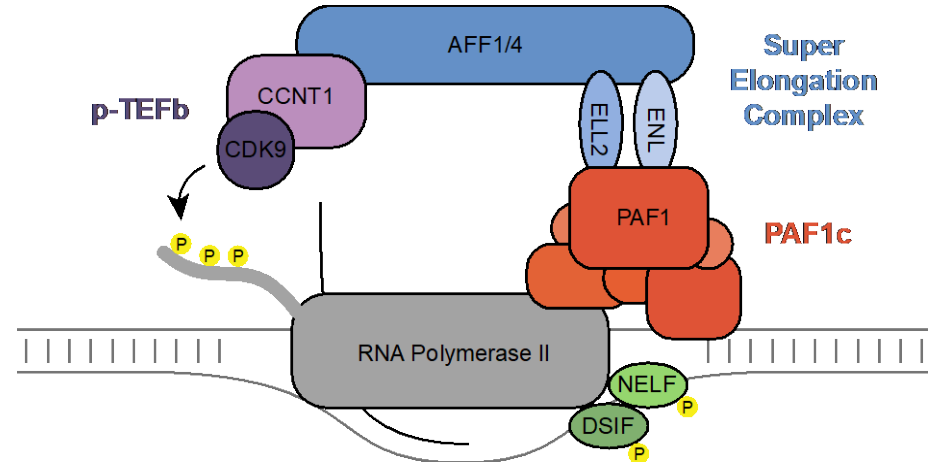 AFF1/4
Super
Elongation
Complex
CCNT1
p-TEFb
CDK9
ELL2
ENL
PAF1
PAF1c
P
P
P
RNA Polymerase II
NELF
P
DSIF
P